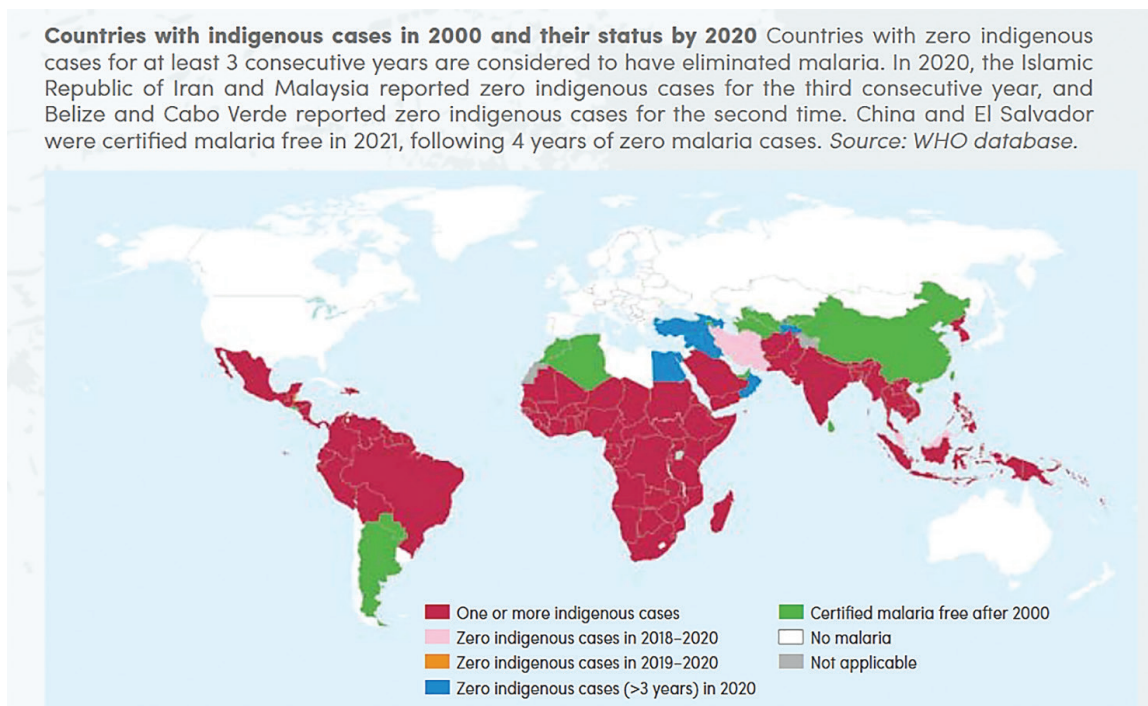 Countries with indigenous cases in 2000 and their status by 2020 Countries with zero indigenous
cases for at least 3 consecutive years are considered to have eliminated malaria. In 2020, the Islamic
Republic of Iran and Malaysia reported zero indigenous cases for the third consecutive year, and
Belize and Cabo Verde reported zero indigenous cases for the second time. China and El Salvador
were certified malaria free in 2021, following 4 years of zero malaria cases. Source: WHO database.
One or more indigenous cases
Zero indigenous cases in 2018–2020
Zero indigenous cases in 2019–2020
Zero indigenous cases (>3 years) in 2020
Certified malaria free after 2000
No malaria
Not applicable